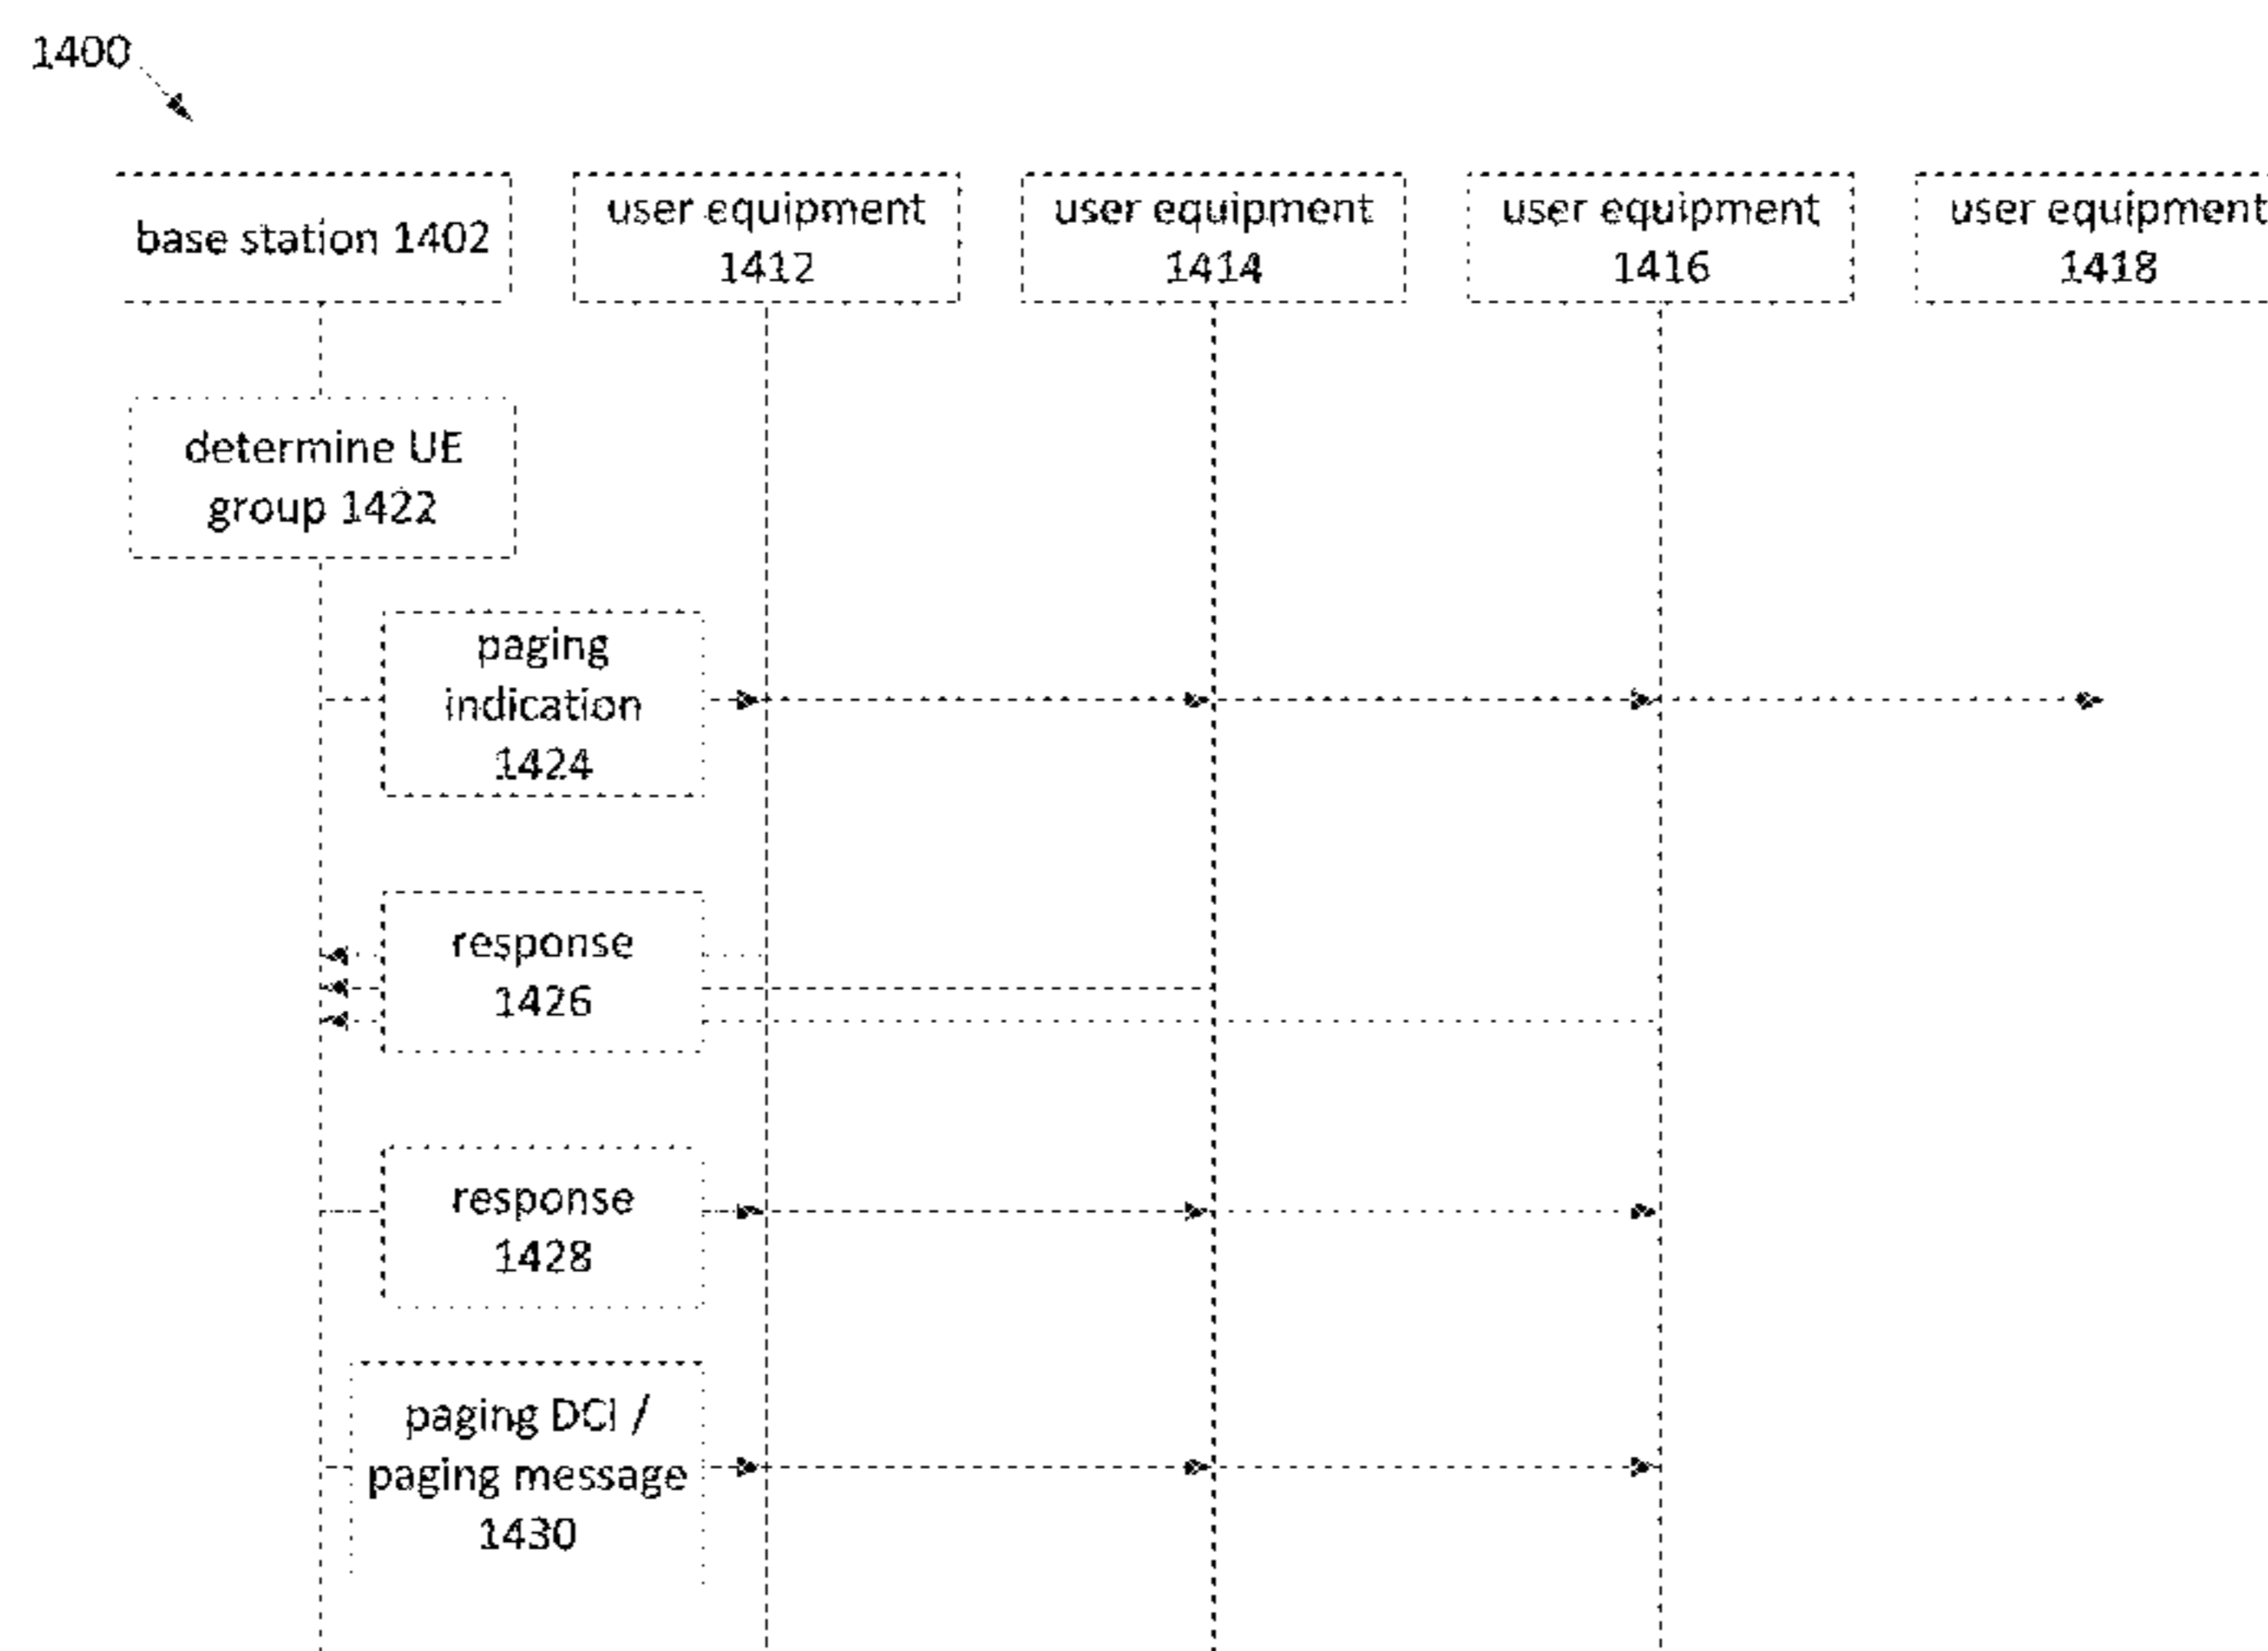 1400
base station 1402
user equipment
1412
user equipment
1414
user equipment
1416
user equipment
1418
determine UE
group 1422
paging
indication
1424
response
1426
response
1428
paging DCI /
paging message
1430